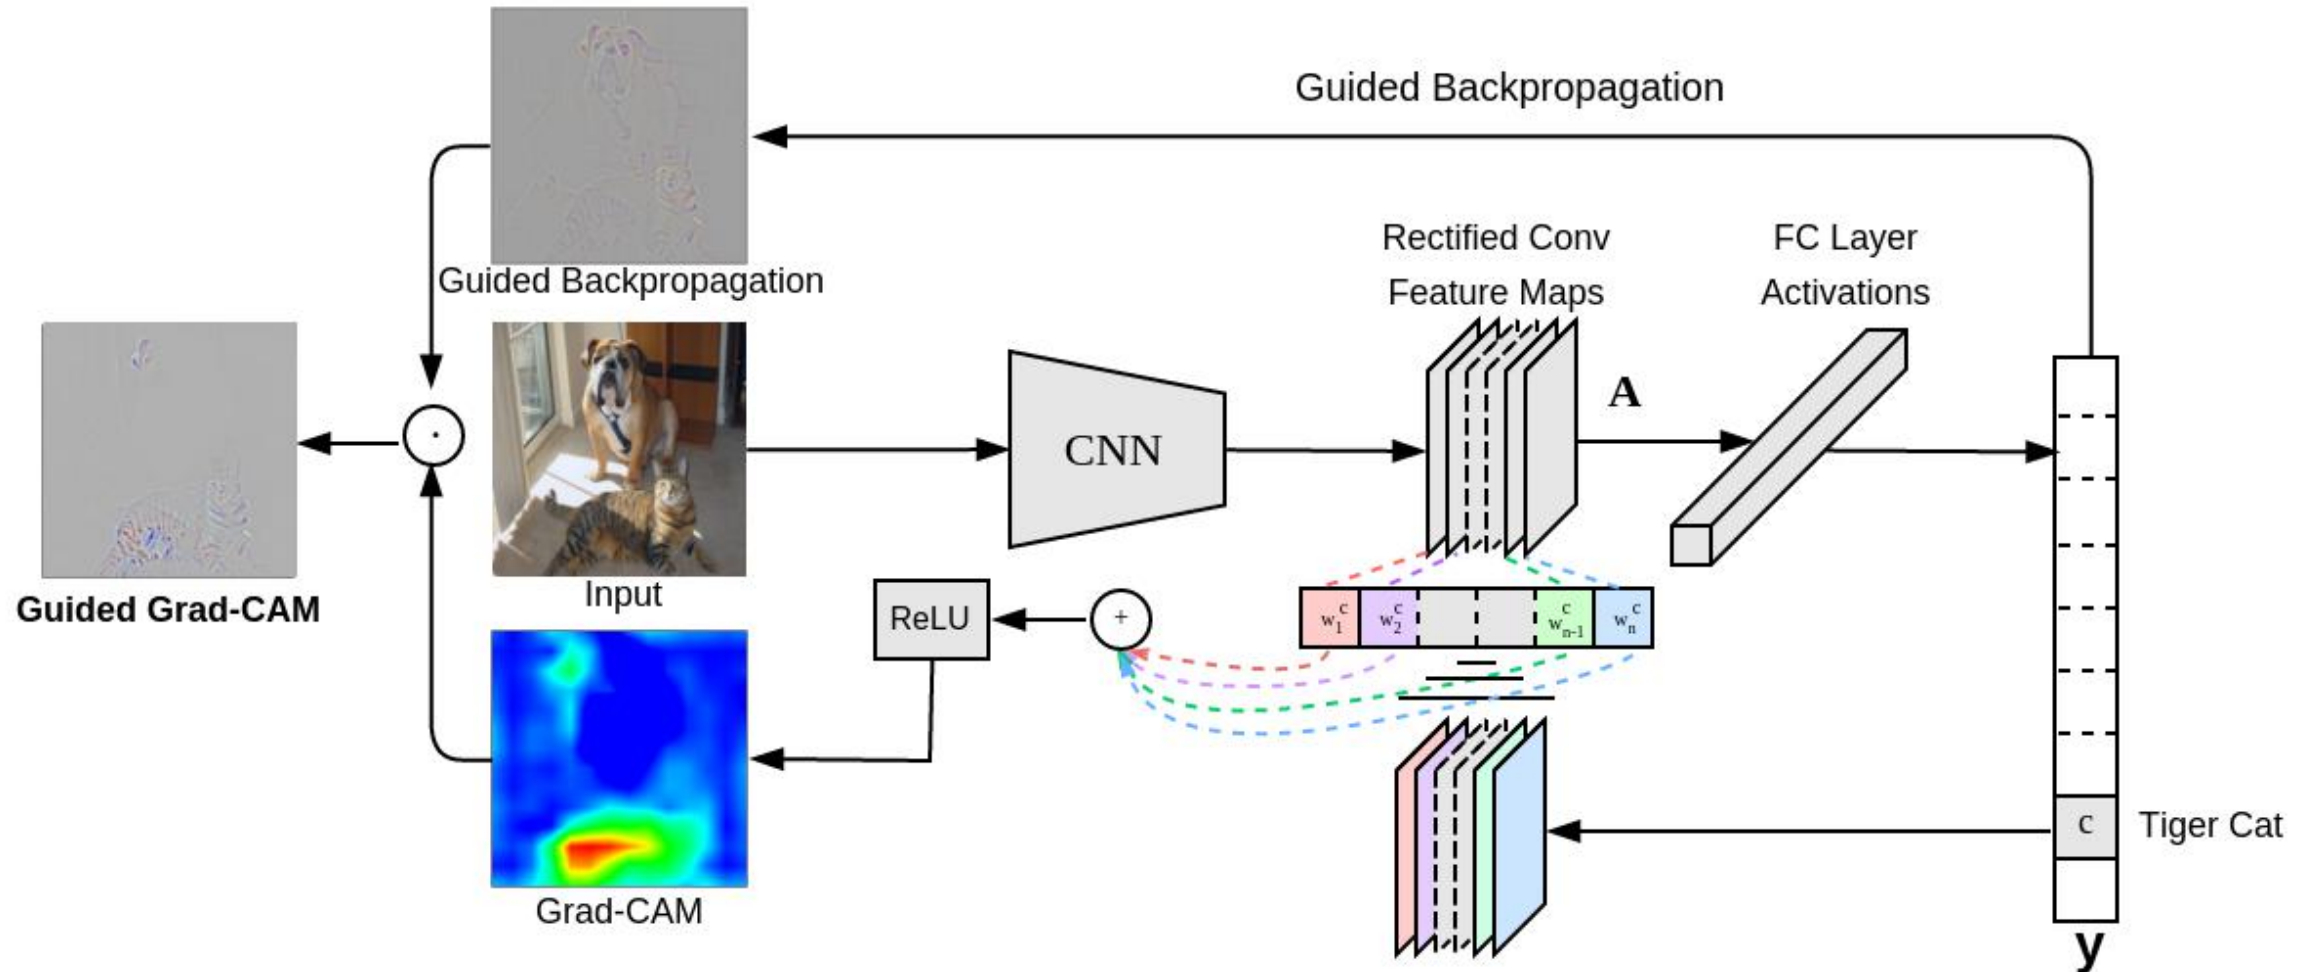 Guided Backpropagation
Guided Backpropagation
Rectified Conv
Feature Maps
FC Layer
Activations
A
CNN
Input
Guided Grad-CAM
ReLU
+
w₁ᶜ w₂ᶜ wₙ₋₁ᶜ wₙᶜ
c
Tiger Cat
Grad-CAM
y